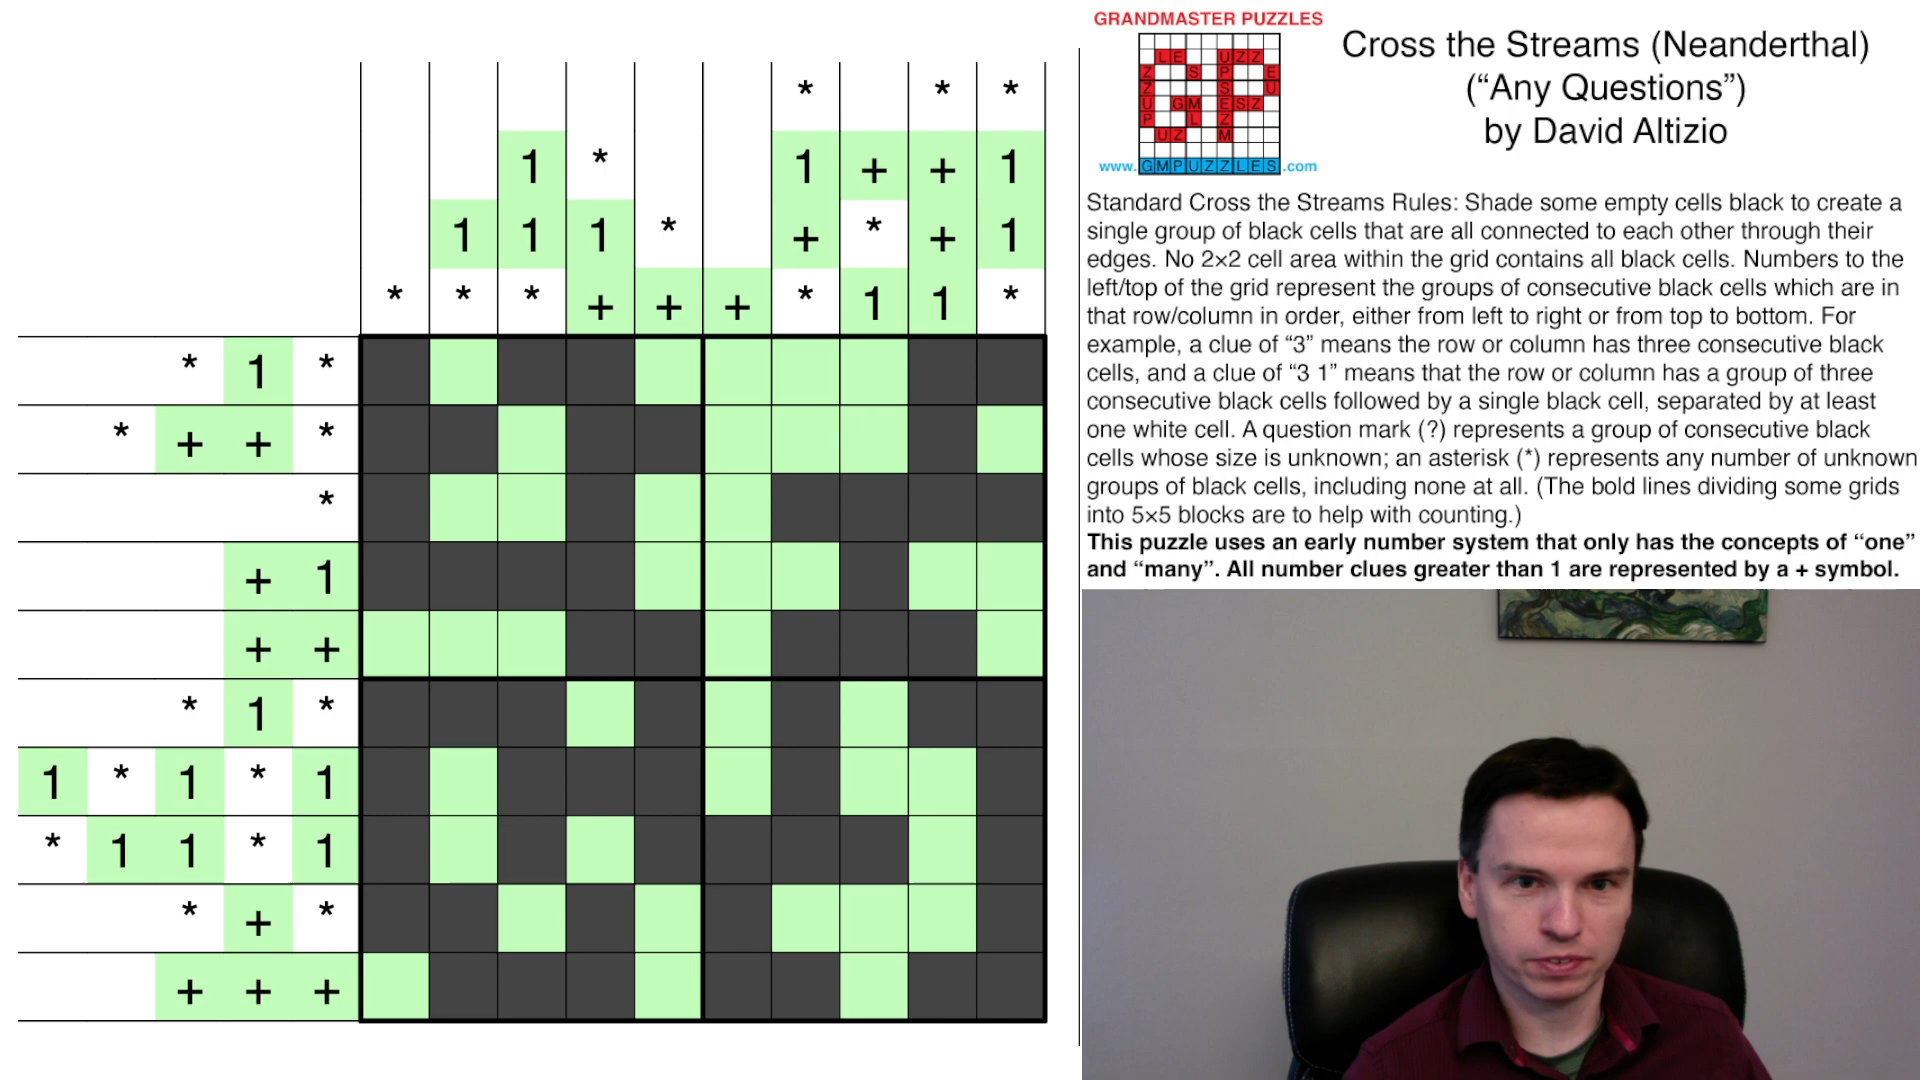 GRANDMASTER PUZZLES
LE UZZ
Z S P E
Z S U
U GM ESZ
P L Z
UZ M
www.GMPUZZLES.com
Cross the Streams (Neanderthal)
(“Any Questions”)
by David Altizio
Standard Cross the Streams Rules: Shade some empty cells black to create a
single group of black cells that are all connected to each other through their
edges. No 2×2 cell area within the grid contains all black cells. Numbers to the
left/top of the grid represent the groups of consecutive black cells which are in
that row/column in order, either from left to right or from top to bottom. For
example, a clue of “3” means the row or column has three consecutive black
cells, and a clue of “3 1” means that the row or column has a group of three
consecutive black cells followed by a single black cell, separated by at least
one white cell. A question mark (?) represents a group of consecutive black
cells whose size is unknown; an asterisk (*) represents any number of unknown
groups of black cells, including none at all. (The bold lines dividing some grids
into 5×5 blocks are to help with counting.)
This puzzle uses an early number system that only has the concepts of “one”
and “many”. All number clues greater than 1 are represented by a + symbol.
* * *
1 * 1 + + 1
1 1 1 * + * + 1
* * * + + + * 1 1 *
* 1 *
* + + *
*
+ 1
+ +
* 1 *
1 * 1 * 1
* 1 1 * 1
* + *
+ + +